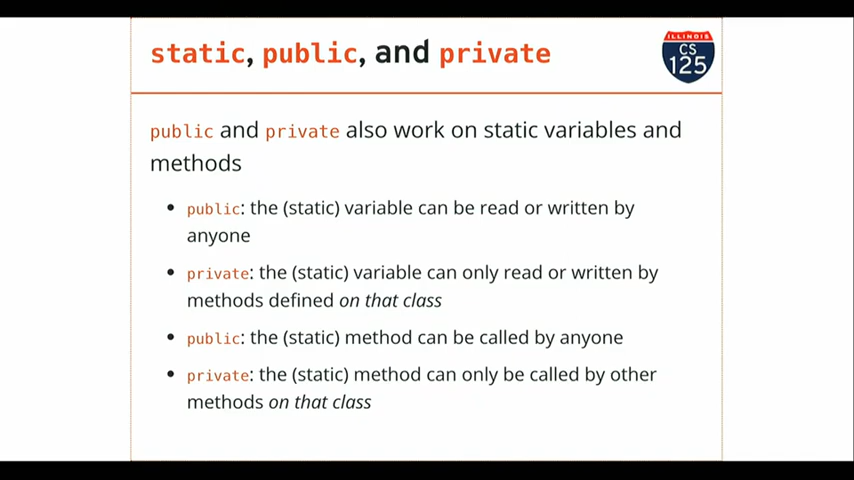 static, public, and private
ILLINOIS
CS
125
public and private also work on static variables and
methods
• public: the (static) variable can be read or written by
anyone
• private: the (static) variable can only read or written by
methods defined on that class
• public: the (static) method can be called by anyone
• private: the (static) method can only be called by other
methods on that class